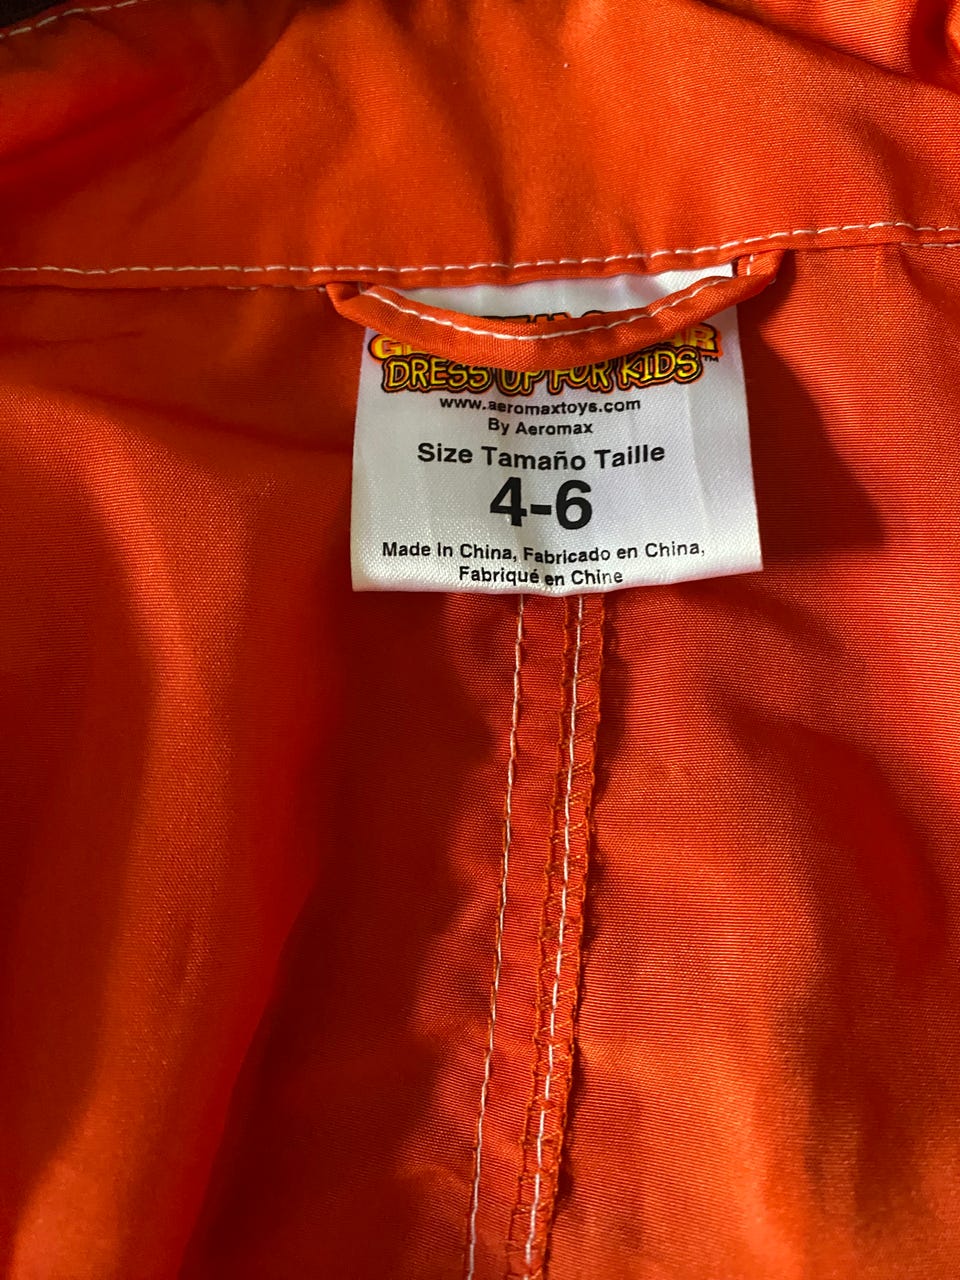 DRESS UP FOR KIDS™
www.aeromaxtoys.com
By Aeromax
Size Tamaño Taille
4-6
Made In China, Fabricado en China,
Fabriqué en Chine